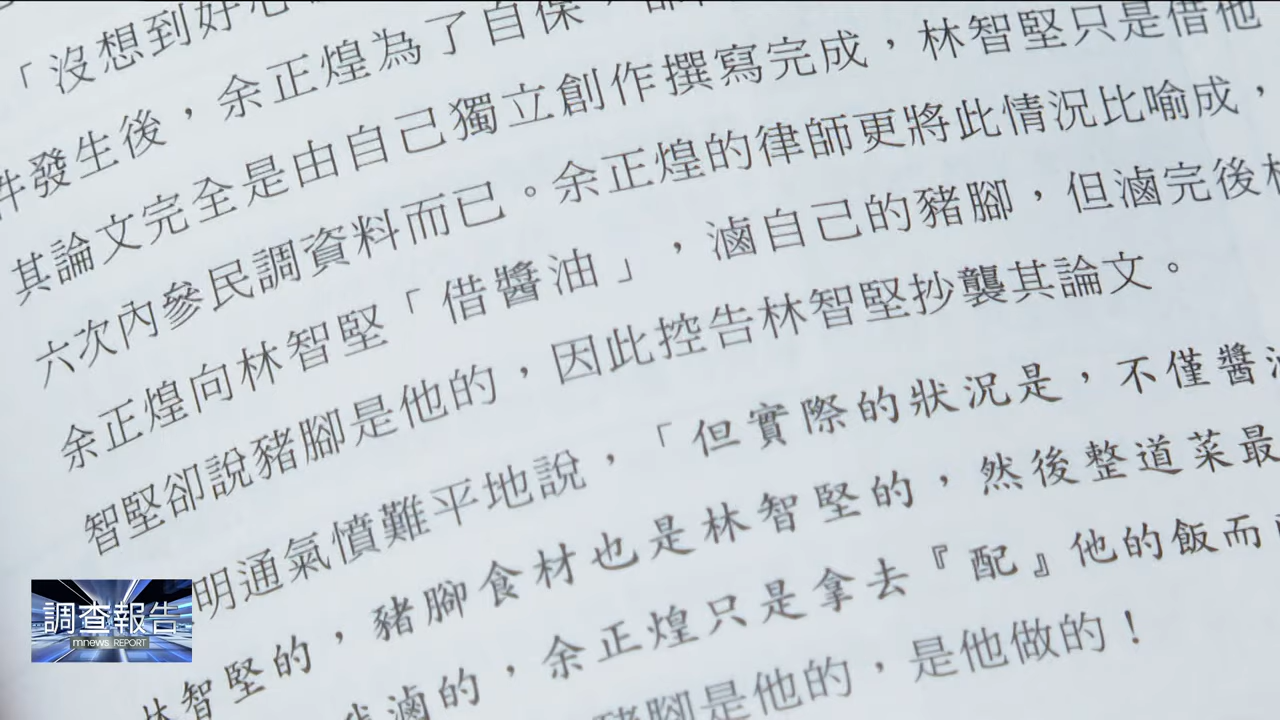 「沒想到好心
件發生後，余正煌為了自保，
其論文完全是由自己獨立創作撰寫完成，林智堅只是借他
六次內參民調資料而已。余正煌的律師更將此情況比喻成，
余正煌向林智堅「借醬油」，滷自己的豬腳，但滷完後林
智堅卻說豬腳是他的，因此控告林智堅抄襲其論文。
明通氣憤難平地說，「但實際的狀況是，不僅醬油
林智堅的，豬腳食材也是林智堅的，然後整道菜最
我滷的，余正煌只是拿去『配』他的飯而
豬腳是他的，是他做的！
調查報告
mnews REPORT